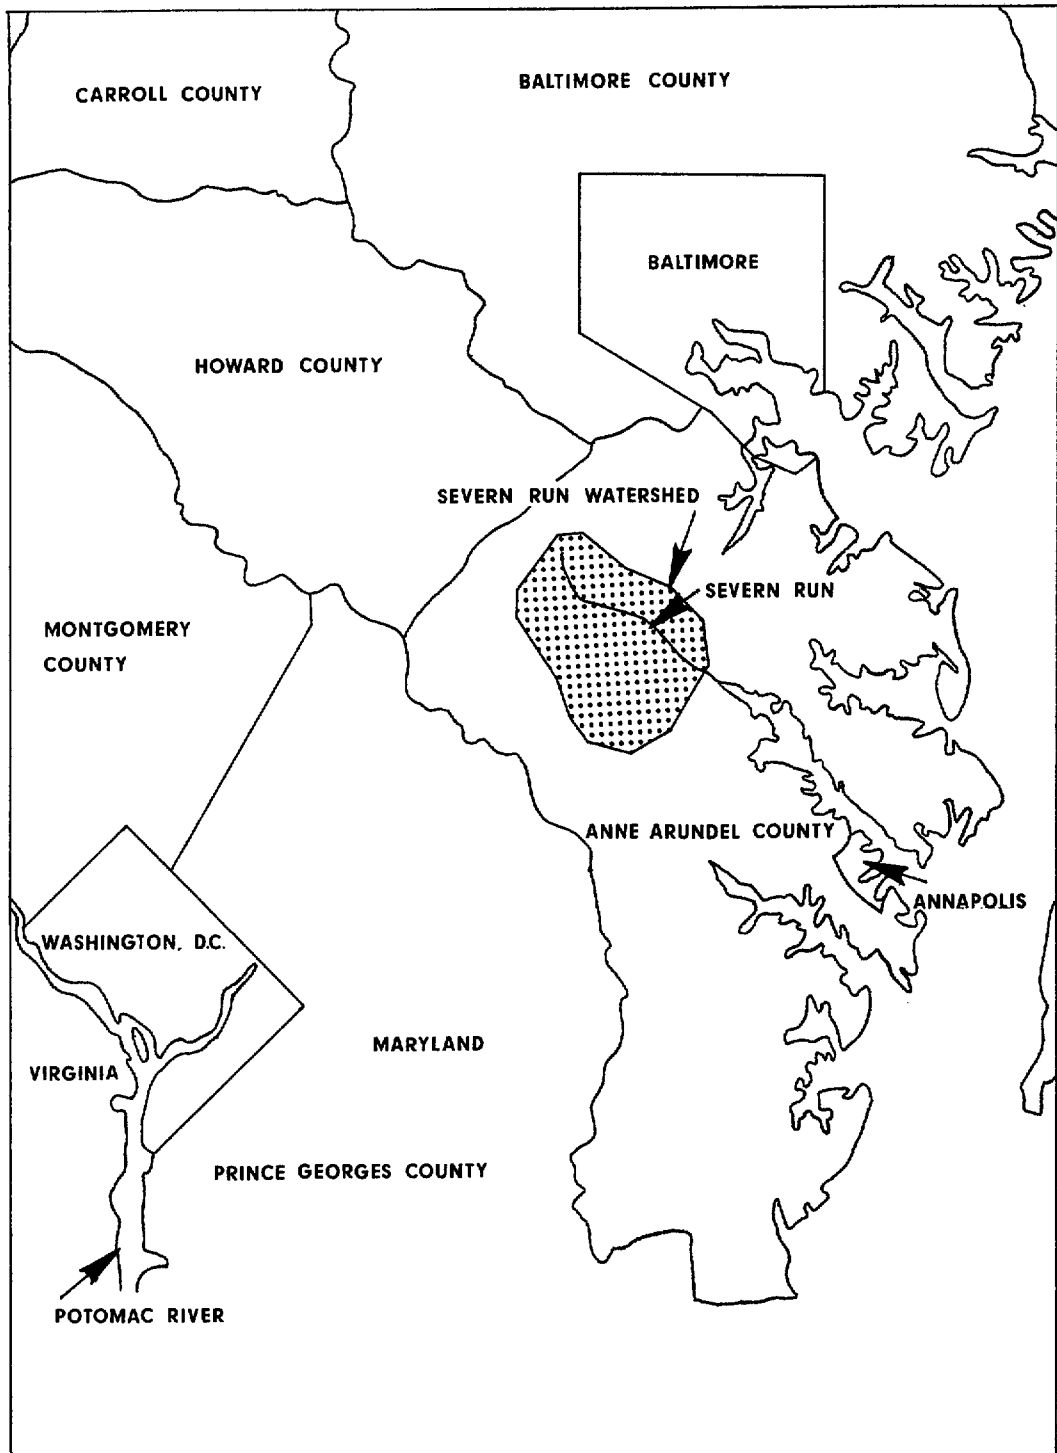 CARROLL COUNTY
BALTIMORE COUNTY
BALTIMORE
HOWARD COUNTY
SEVERN RUN WATERSHED
SEVERN RUN
MONTGOMERY
COUNTY
ANNE ARUNDEL COUNTY
ANNAPOLIS
WASHINGTON, D.C.
MARYLAND
VIRGINIA
PRINCE GEORGES COUNTY
POTOMAC RIVER